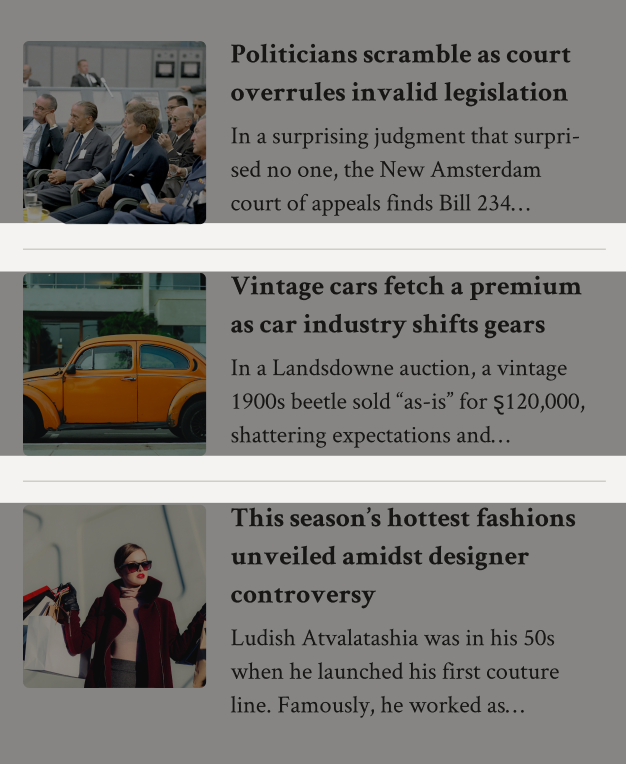 Politicians scramble as court
overrules invalid legislation
In a surprising judgment that surpri-
sed no one, the New Amsterdam
court of appeals finds Bill 234…
Vintage cars fetch a premium
as car industry shifts gears
In a Landsdowne auction, a vintage
1900s beetle sold “as-is” for Ȿ120,000,
shattering expectations and…
This season’s hottest fashions
unveiled amidst designer
controversy
Ludish Atvalatashia was in his 50s
when he launched his first couture
line. Famously, he worked as…